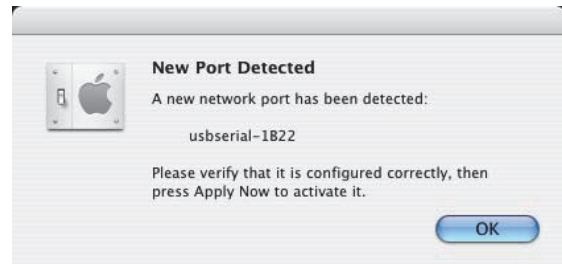 New Port Detected
A new network port has been detected:
usbserial-1B22
Please verify that it is configured correctly, then
press Apply Now to activate it.
OK